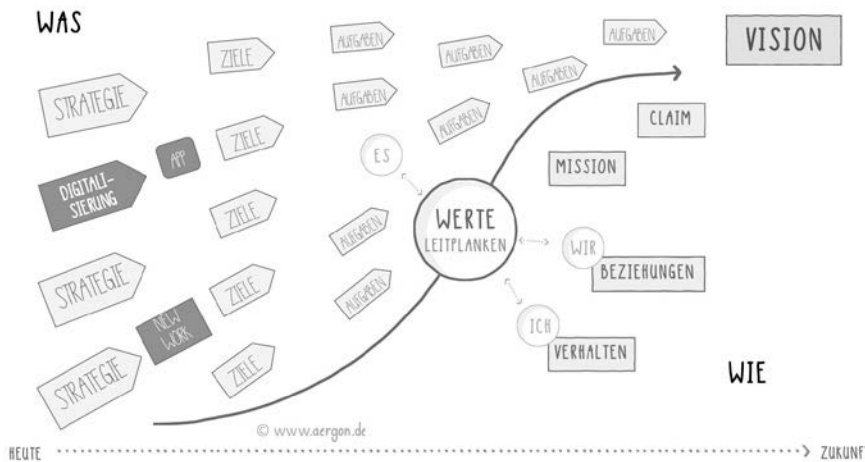 WAS
VISION
STRATEGIE
DIGITALI-
SIERUNG
STRATEGIE
STRATEGIE
APP
NEW
WORK
ZIELE
ZIELE
ZIELE
ZIELE
ZIELE
AUFGABEN
AUFGABEN
AUFGABEN
AUFGABEN
AUFGABEN
AUFGABEN
AUFGABEN
AUFGABEN
CLAIM
MISSION
ES
WERTE
LEITPLANKEN
WIR
BEZIEHUNGEN
ICH
VERHALTEN
WIE
© www.aergon.de
HEUTE
ZUKUNF